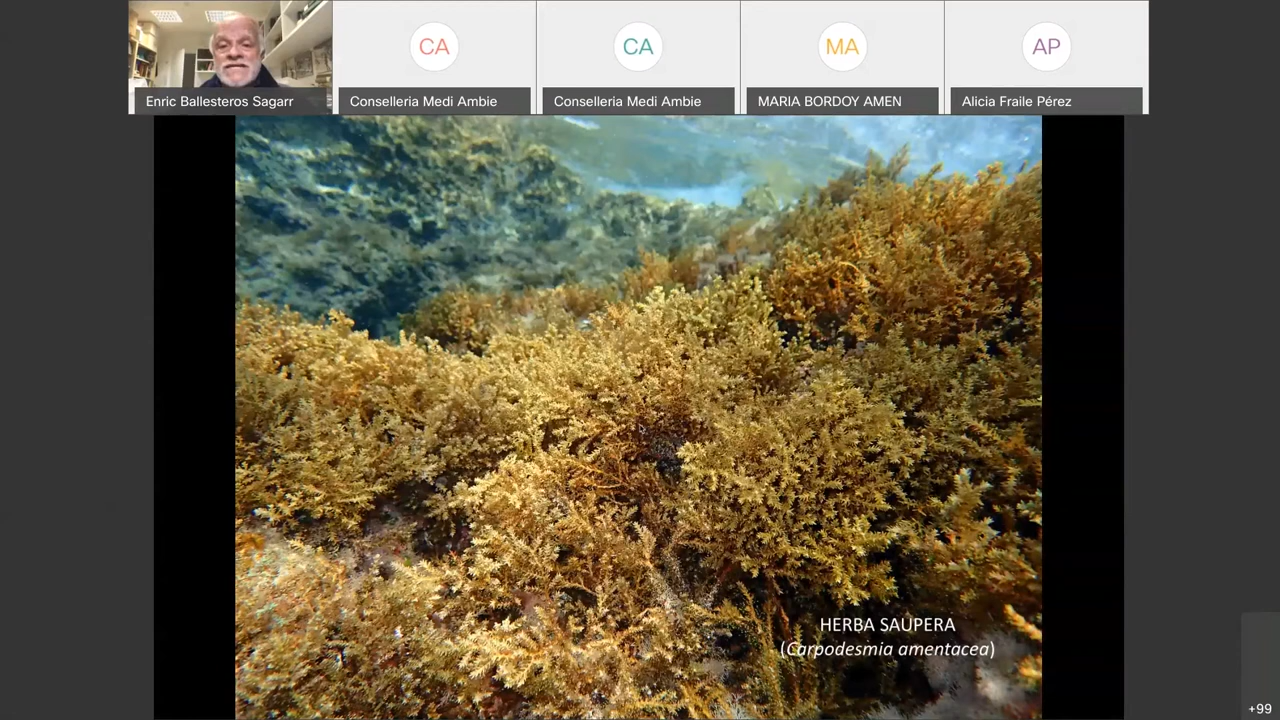 CA
CA
MA
AP
Enric Ballesteros Sagarr
Conselleria Medi Ambie
Conselleria Medi Ambie
MARIA BORDOY AMEN
Alicia Fraile Pérez
HERBA SAUPERA
(Carpodesmia amentacea)
+99